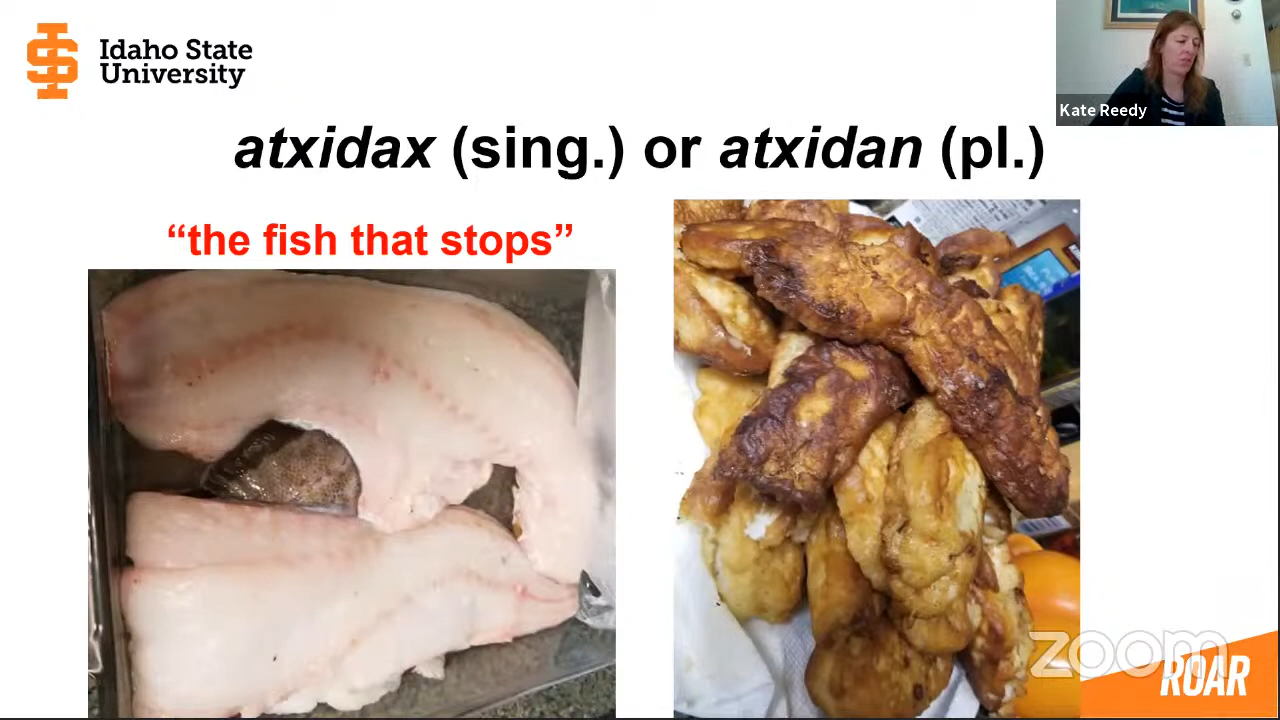 Idaho State
University
Kate Reedy
atxidax (sing.) or atxidan (pl.)
“the fish that stops”
zoom
ROAR